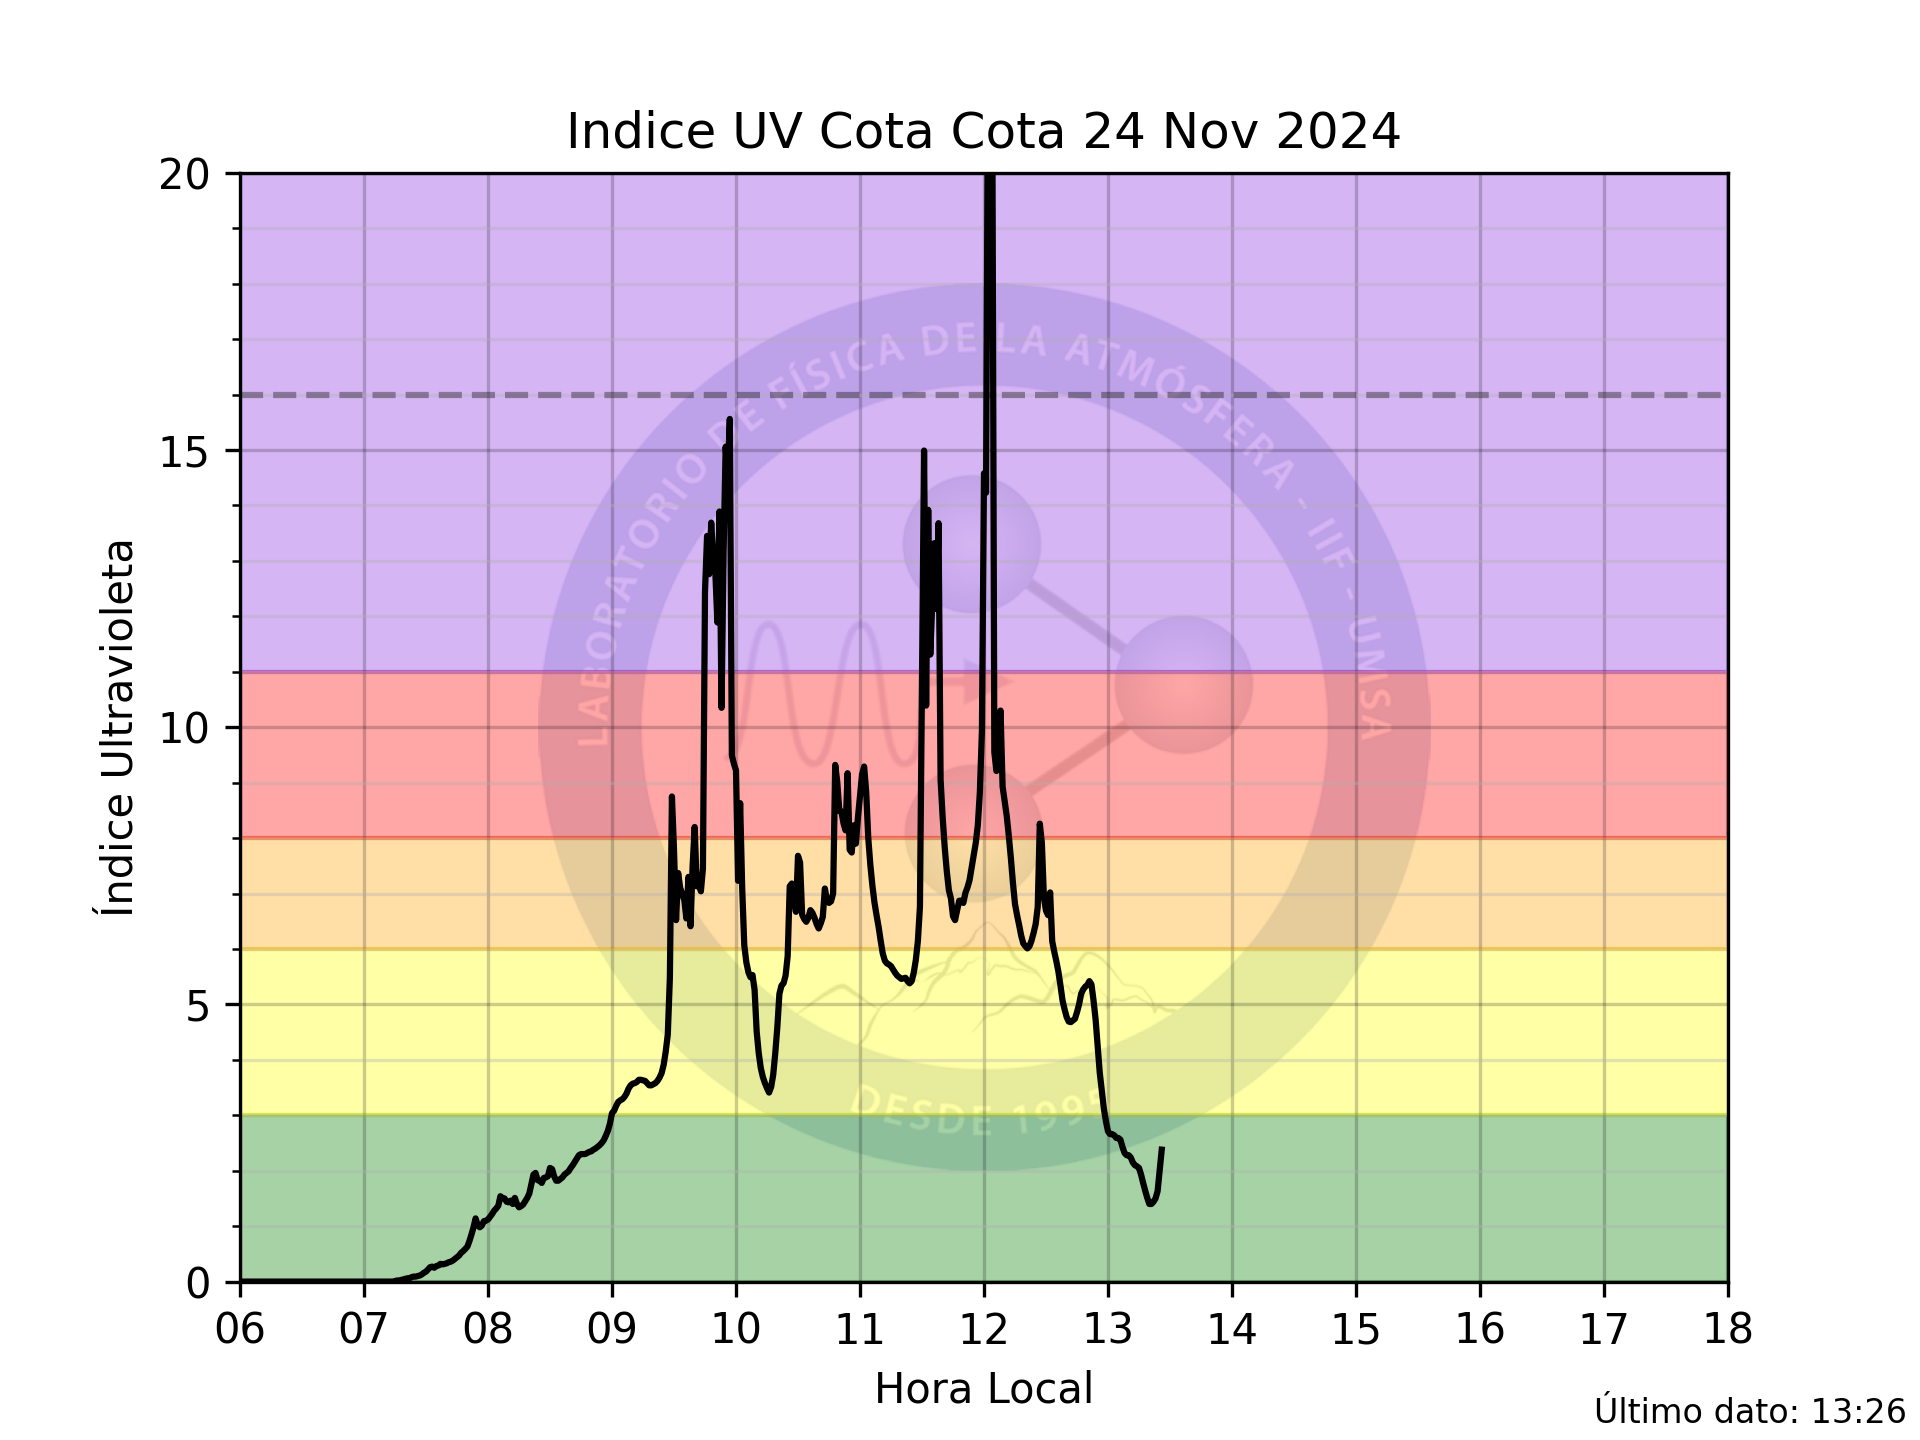 Indice UV Cota Cota 24 Nov 2024
20
15
10
5
0
Índice Ultravioleta
LABORATORIO DE FÍSICA DE LA ATMÓSFERA - IIF - UMSA
DESDE 1995
06 07 08 09 10 11 12 13 14 15 16 17 18
Hora Local
Último dato: 13:26